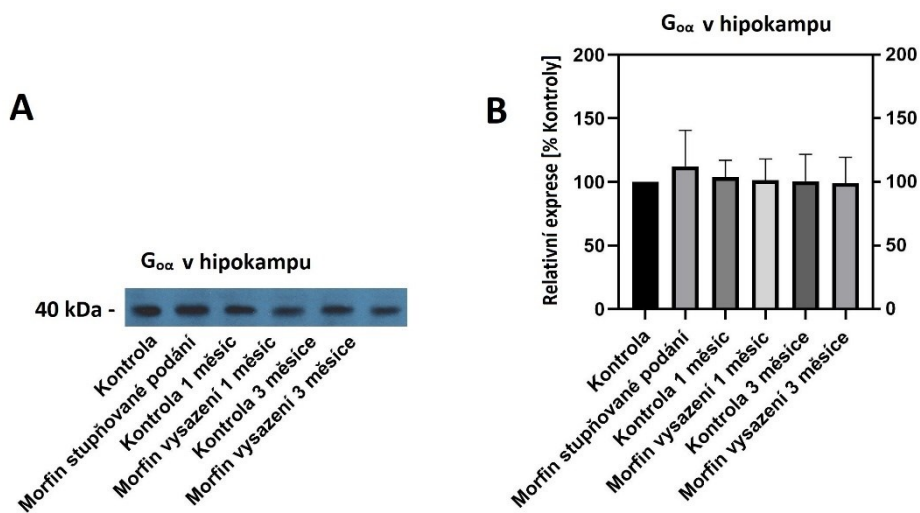 A
G₀α v hipokampu
40 kDa -
Kontrola
Morfin stupňované podání
Kontrola 1 měsíc
Morfin vysazení 1 měsíc
Kontrola 3 měsíce
Morfin vysazení 3 měsíce
B
G₀α v hipokampu
Relativní exprese [% Kontroly]
200
150
100
50
0
200
150
100
50
0
Kontrola
Morfin stupňované podání
Kontrola 1 měsíc
Morfin vysazení 1 měsíc
Kontrola 3 měsíce
Morfin vysazení 3 měsíce